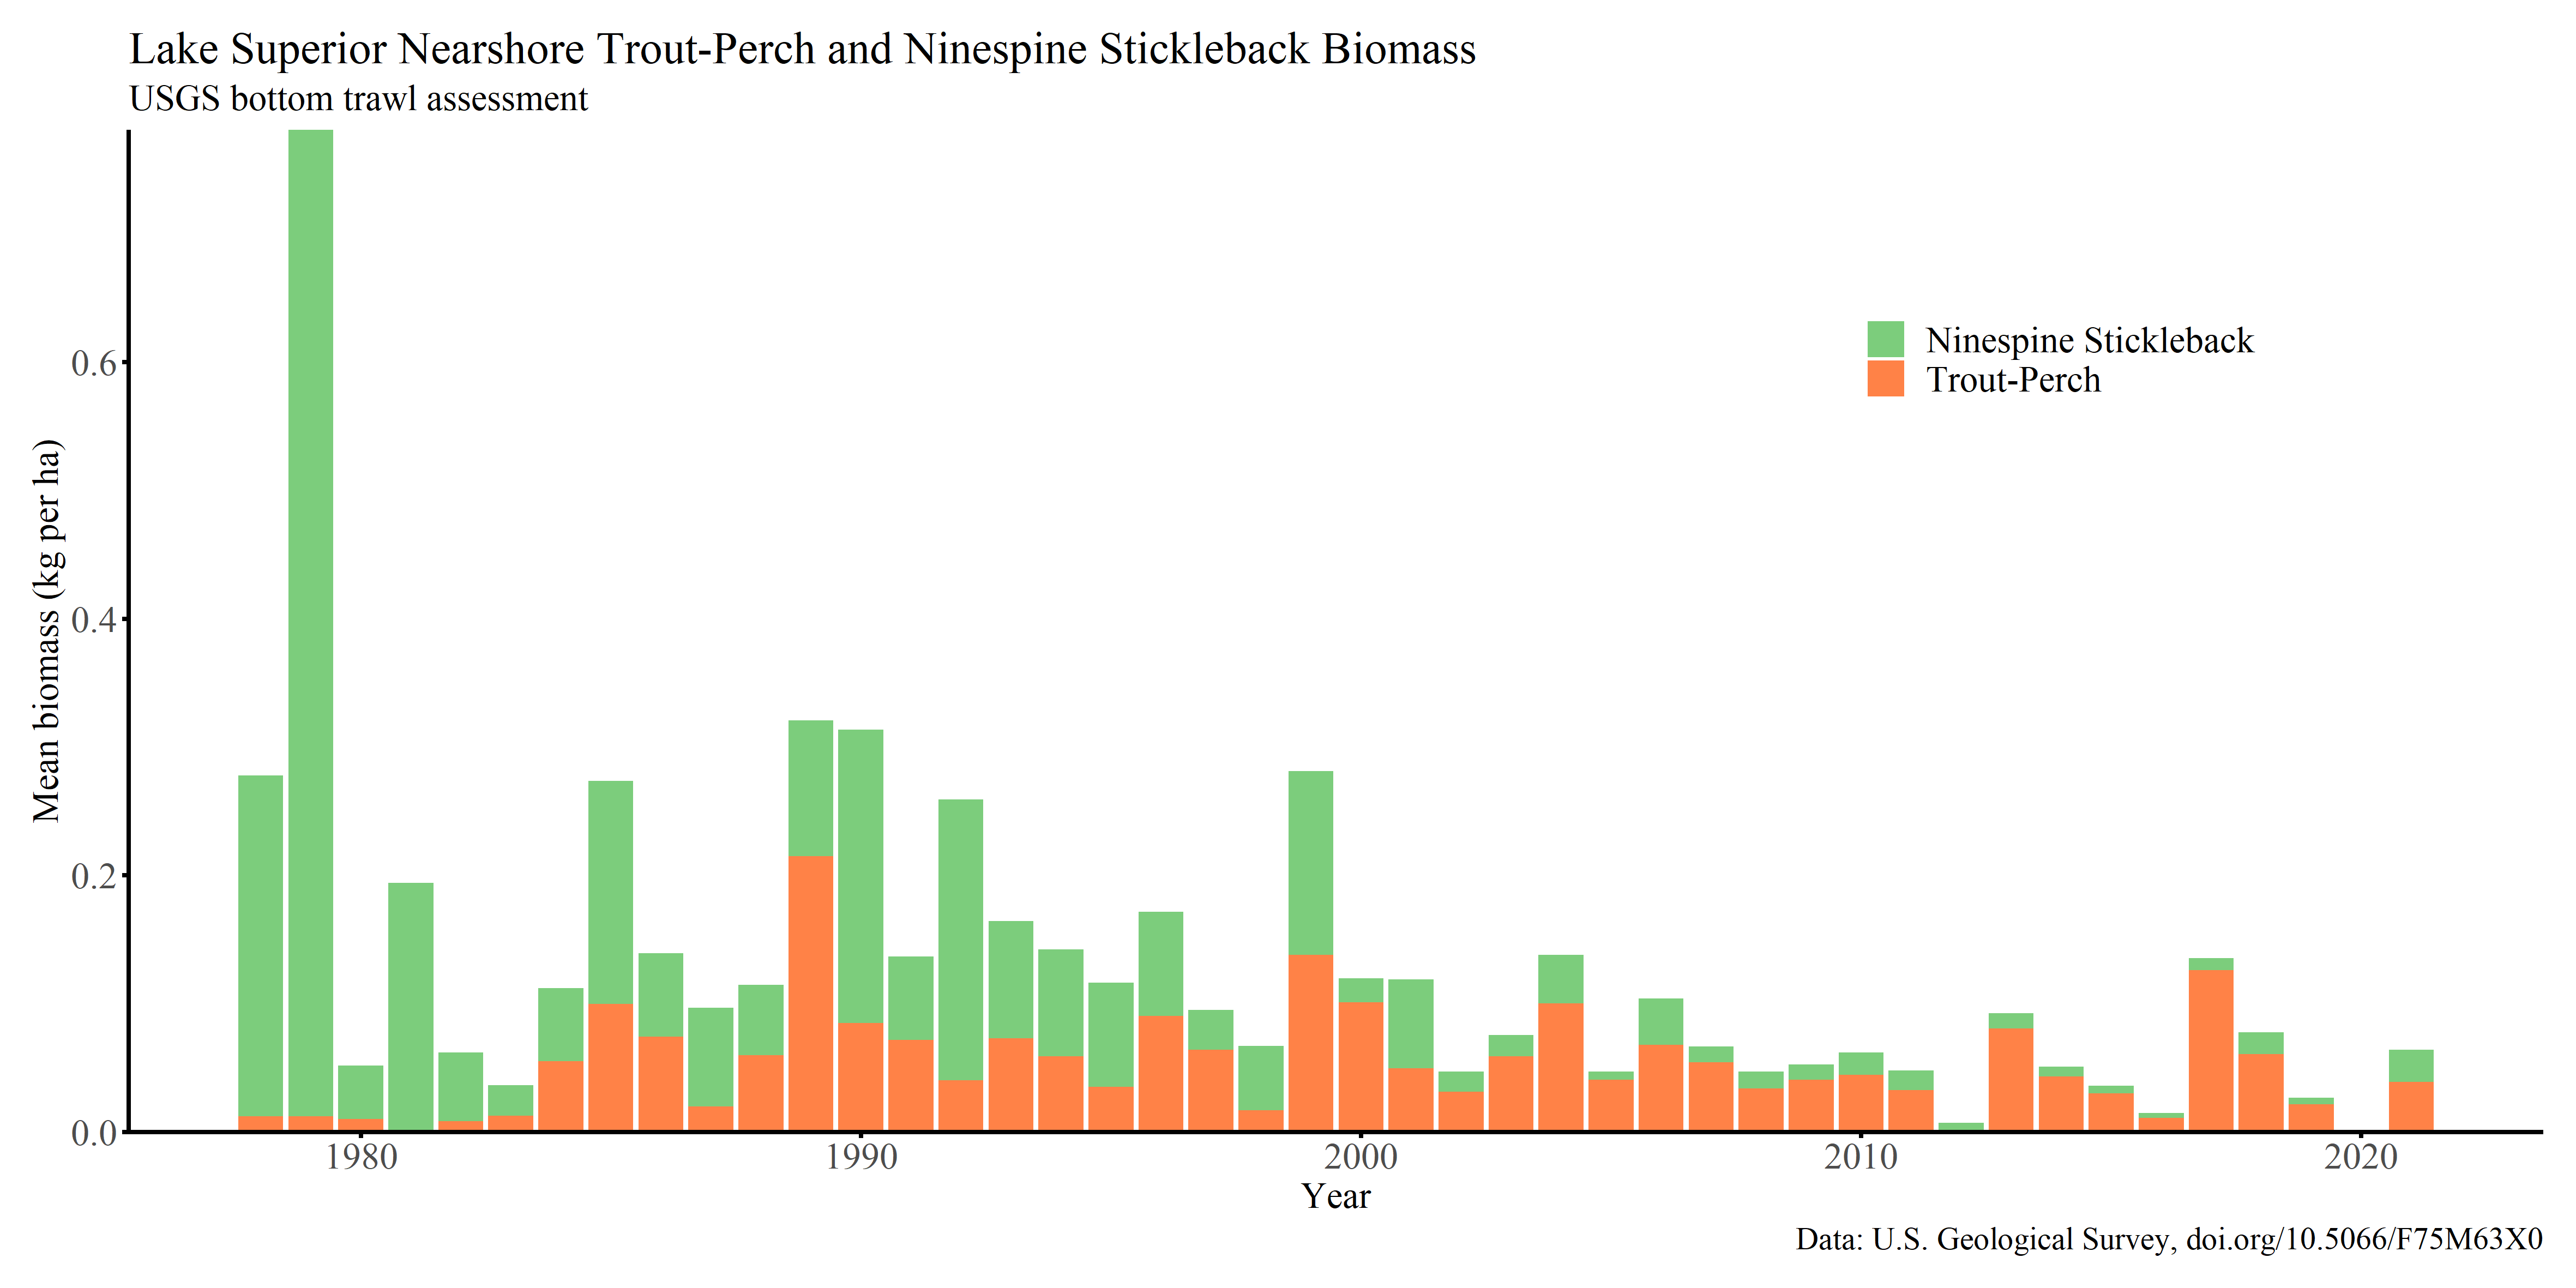 Lake Superior Nearshore Trout-Perch and Ninespine Stickleback Biomass
USGS bottom trawl assessment
Mean biomass (kg per ha)
0.6
0.4
0.2
0.0
Ninespine Stickleback
Trout-Perch
1980 1990 2000 2010 2020
Year
Data: U.S. Geological Survey, doi.org/10.5066/F75M63X0